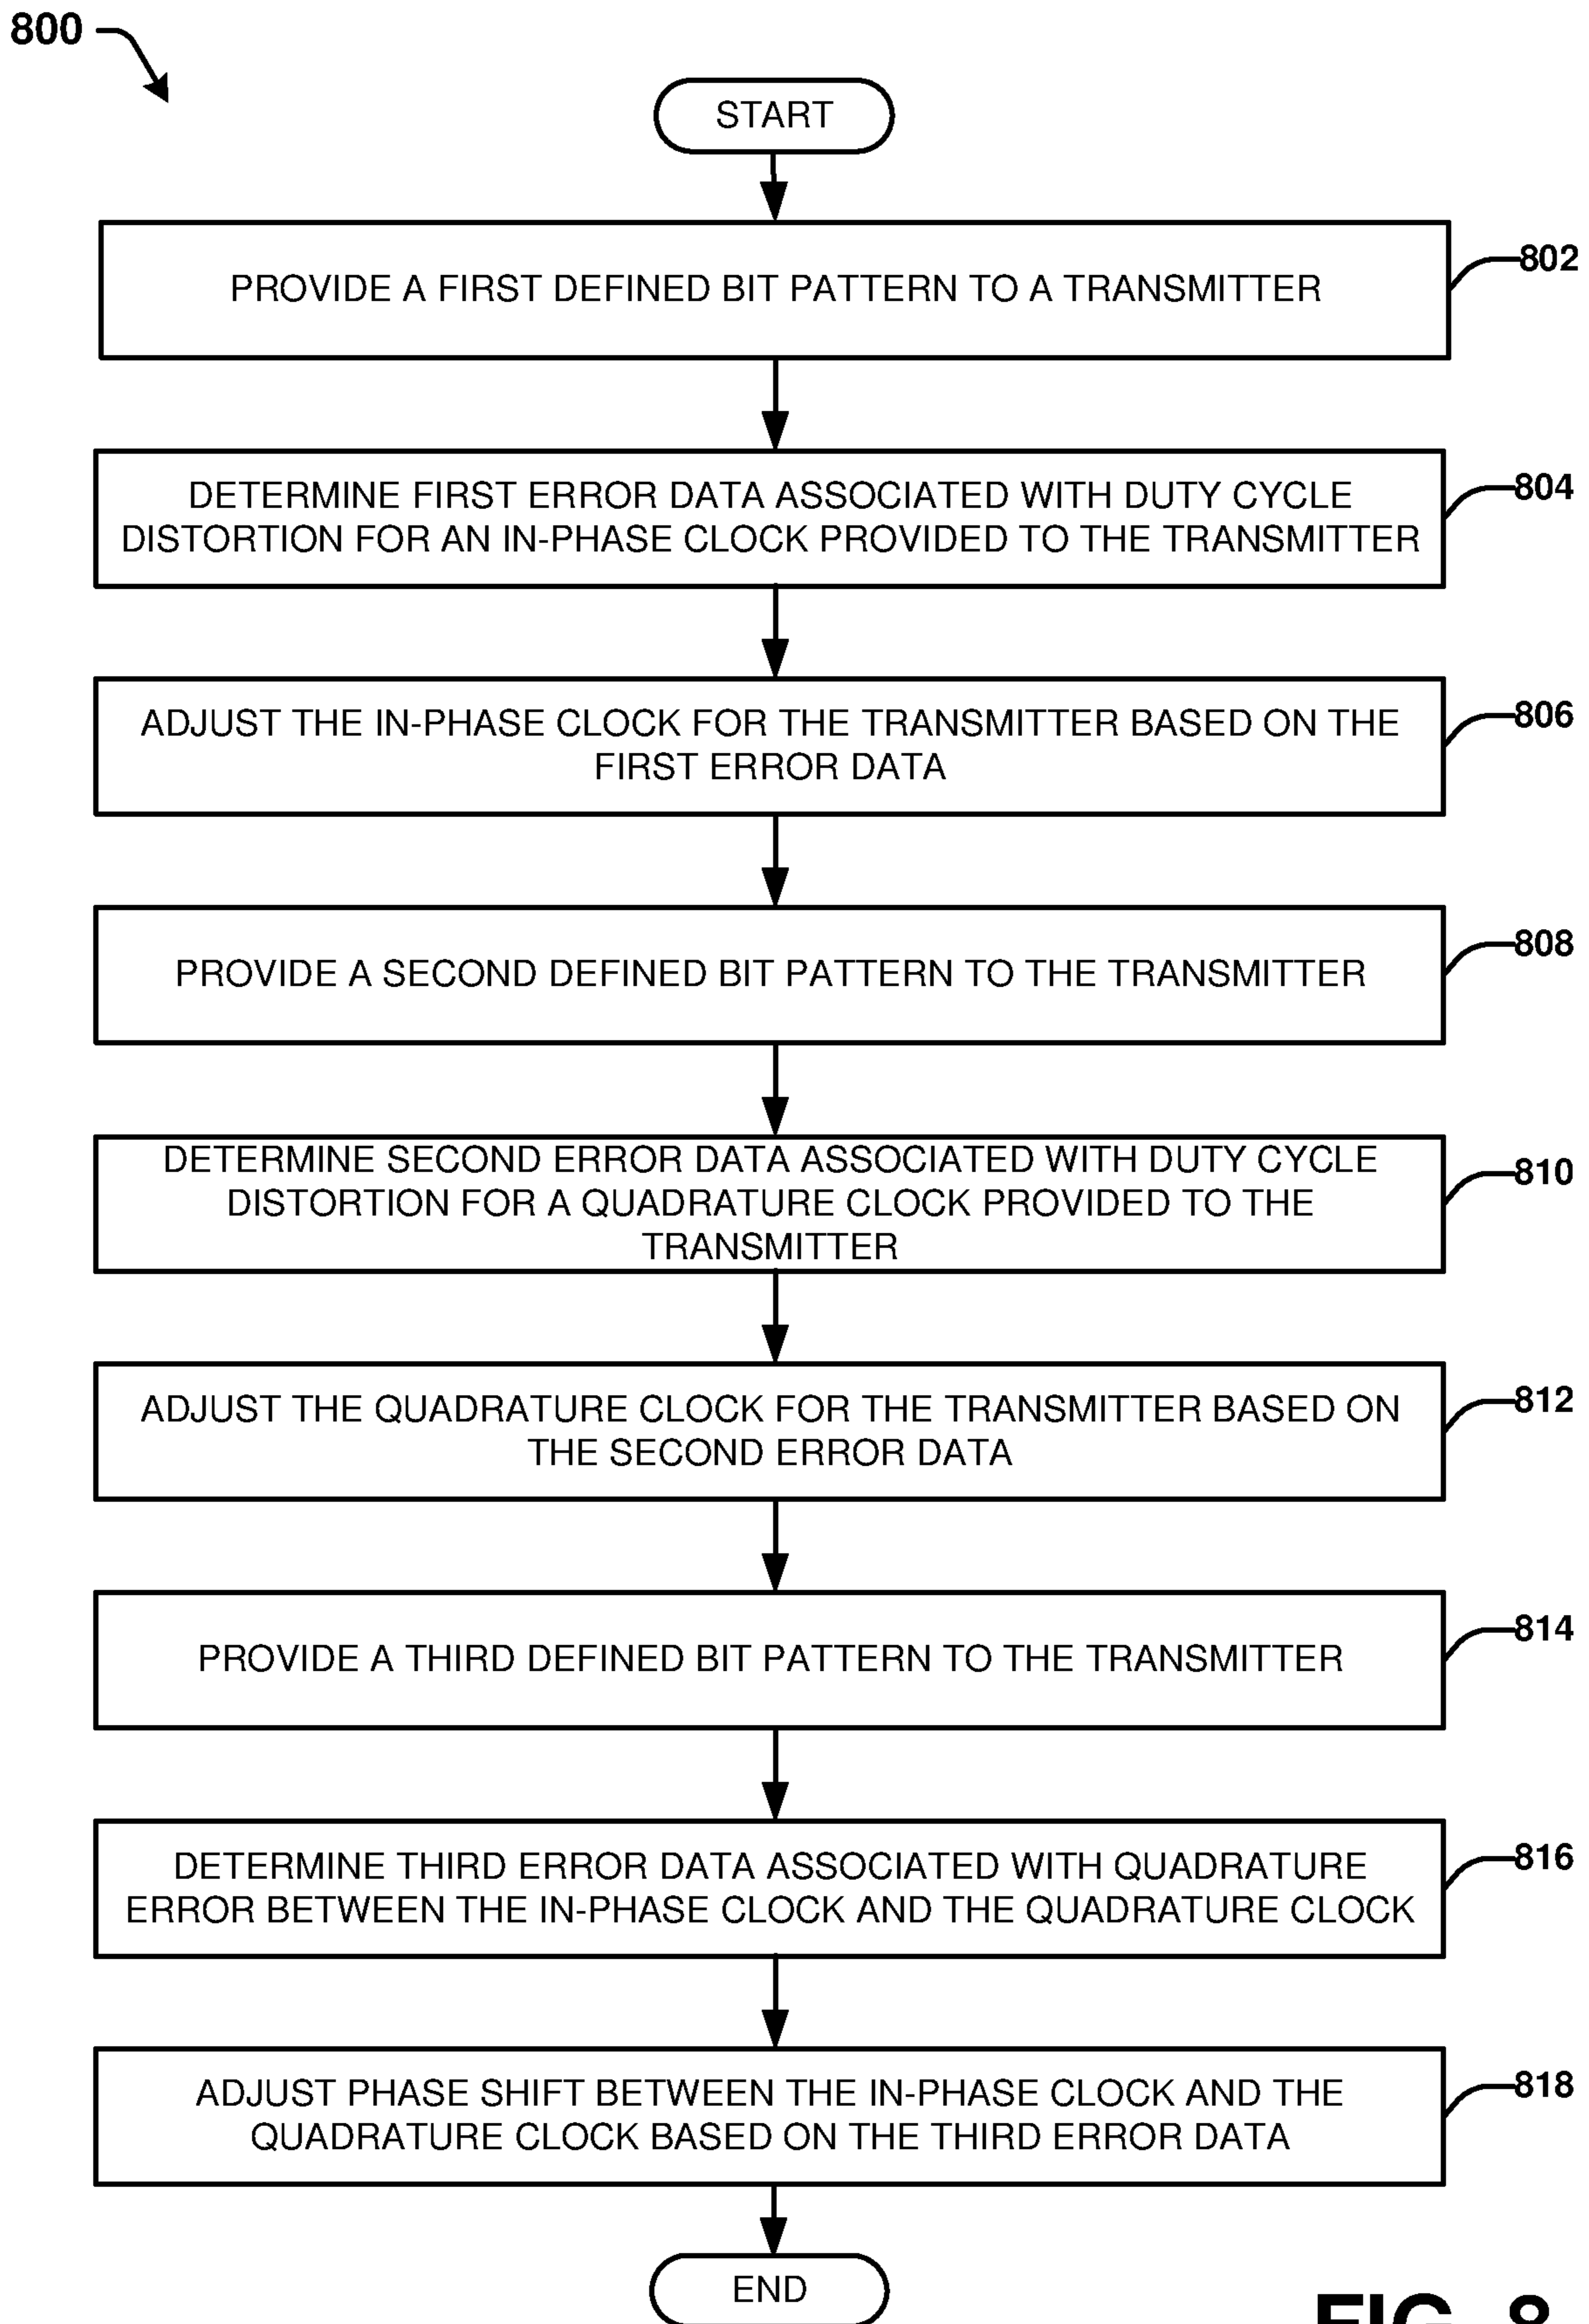 800
START
PROVIDE A FIRST DEFINED BIT PATTERN TO A TRANSMITTER
802
DETERMINE FIRST ERROR DATA ASSOCIATED WITH DUTY CYCLE
DISTORTION FOR AN IN-PHASE CLOCK PROVIDED TO THE TRANSMITTER
804
ADJUST THE IN-PHASE CLOCK FOR THE TRANSMITTER BASED ON THE
FIRST ERROR DATA
806
PROVIDE A SECOND DEFINED BIT PATTERN TO THE TRANSMITTER
808
DETERMINE SECOND ERROR DATA ASSOCIATED WITH DUTY CYCLE
DISTORTION FOR A QUADRATURE CLOCK PROVIDED TO THE
TRANSMITTER
810
ADJUST THE QUADRATURE CLOCK FOR THE TRANSMITTER BASED ON
THE SECOND ERROR DATA
812
PROVIDE A THIRD DEFINED BIT PATTERN TO THE TRANSMITTER
814
DETERMINE THIRD ERROR DATA ASSOCIATED WITH QUADRATURE
ERROR BETWEEN THE IN-PHASE CLOCK AND THE QUADRATURE CLOCK
816
ADJUST PHASE SHIFT BETWEEN THE IN-PHASE CLOCK AND THE
QUADRATURE CLOCK BASED ON THE THIRD ERROR DATA
818
END
FIG. 8